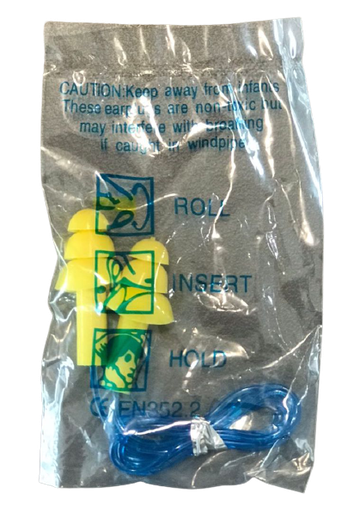 CAUTION:Keep away from infants
These earplugs are non-toxic but
may interfere with breathing
if caught in windpipe
ROLL
INSERT
HOLD
CE EN352.2